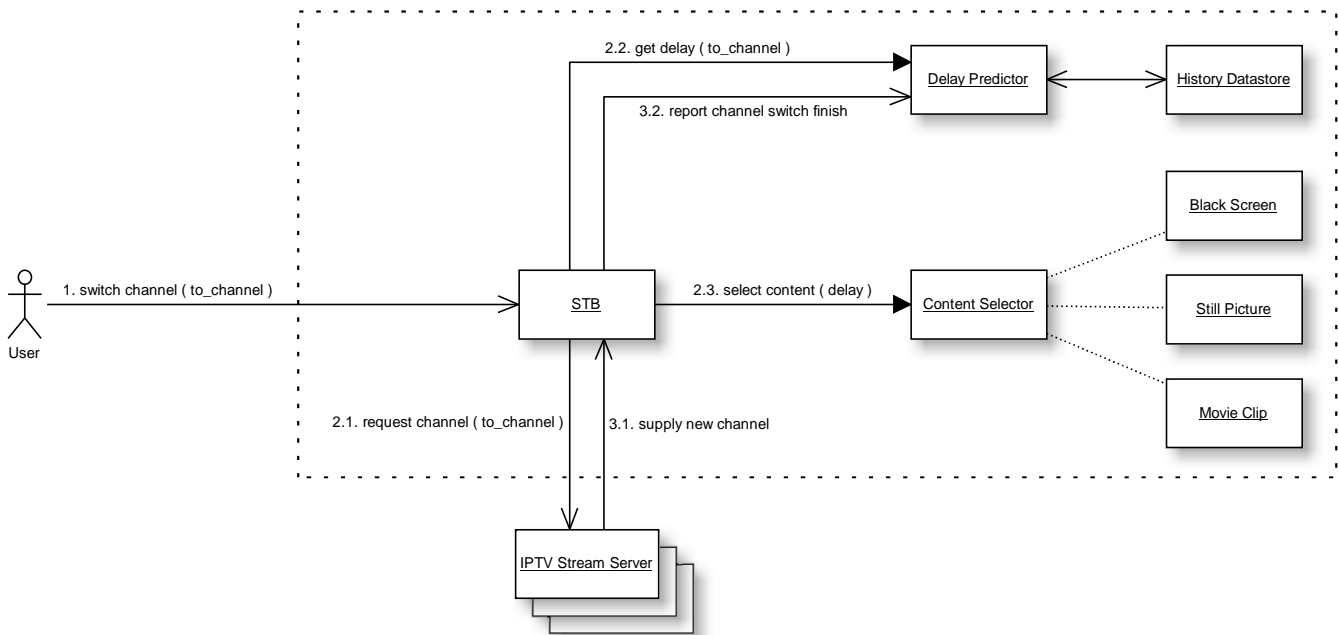 2.2. get delay ( to_channel )
Delay Predictor
History Datastore
3.2. report channel switch finish
Black Screen
1. switch channel ( to_channel )
STB
2.3. select content ( delay )
Content Selector
Still Picture
User
2.1. request channel ( to_channel )
3.1. supply new channel
Movie Clip
IPTV Stream Server